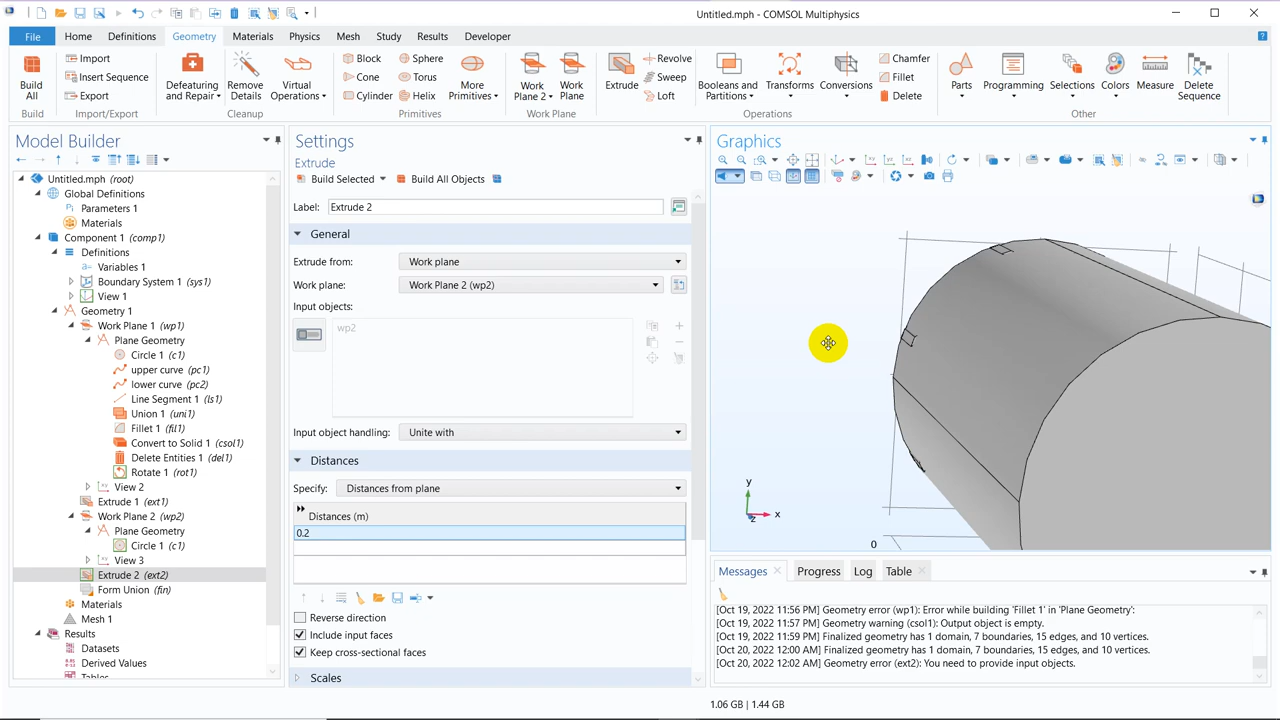 Untitled.mph - COMSOL Multiphysics
File Home Definitions Geometry Materials Physics Mesh Study Results Developer
Build All
Build
Import
Insert Sequence
Export
Import/Export
Defeaturing and Repair
Remove Details
Virtual Operations
Cleanup
Block
Cone
Cylinder
Sphere
Torus
Helix
More Primitives
Primitives
Work Plane 2
Work Plane
Work Plane
Extrude
Revolve
Sweep
Loft
Booleans and Partitions
Transforms
Conversions
Chamfer
Fillet
Delete
Operations
Parts
Programming
Selections
Colors
Measure
Delete Sequence
Other
Model Builder
Untitled.mph (root)
Global Definitions
Parameters 1
Materials
Component 1 (comp1)
Definitions
Variables 1
Boundary System 1 (sys1)
View 1
Geometry 1
Work Plane 1 (wp1)
Plane Geometry
Circle 1 (c1)
upper curve (pc1)
lower curve (pc2)
Line Segment 1 (ls1)
Union 1 (uni1)
Fillet 1 (fil1)
Convert to Solid 1 (csol1)
Delete Entities 1 (del1)
Rotate 1 (rot1)
View 2
Extrude 1 (ext1)
Work Plane 2 (wp2)
Plane Geometry
Circle 1 (c1)
View 3
Extrude 2 (ext2)
Form Union (fin)
Materials
Mesh 1
Results
Datasets
Derived Values
Tables
Settings
Extrude
Build Selected Build All Objects
Label: Extrude 2
General
Extrude from: Work plane
Work plane: Work Plane 2 (wp2)
Input objects:
wp2
Input object handling: Unite with
Distances
Specify: Distances from plane
Distances (m)
0.2
Reverse direction
Include input faces
Keep cross-sectional faces
Scales
Graphics
y
x
z
0
Messages Progress Log Table
[Oct 19, 2022 11:56 PM] Geometry error (wp1): Error while building 'Fillet 1' in 'Plane Geometry':
[Oct 19, 2022 11:57 PM] Geometry warning (csol1): Output object is empty.
[Oct 19, 2022 11:59 PM] Finalized geometry has 1 domain, 7 boundaries, 15 edges, and 10 vertices.
[Oct 20, 2022 12:00 AM] Finalized geometry has 1 domain, 7 boundaries, 15 edges, and 10 vertices.
[Oct 20, 2022 12:02 AM] Geometry error (ext2): You need to provide input objects.
1.06 GB | 1.44 GB